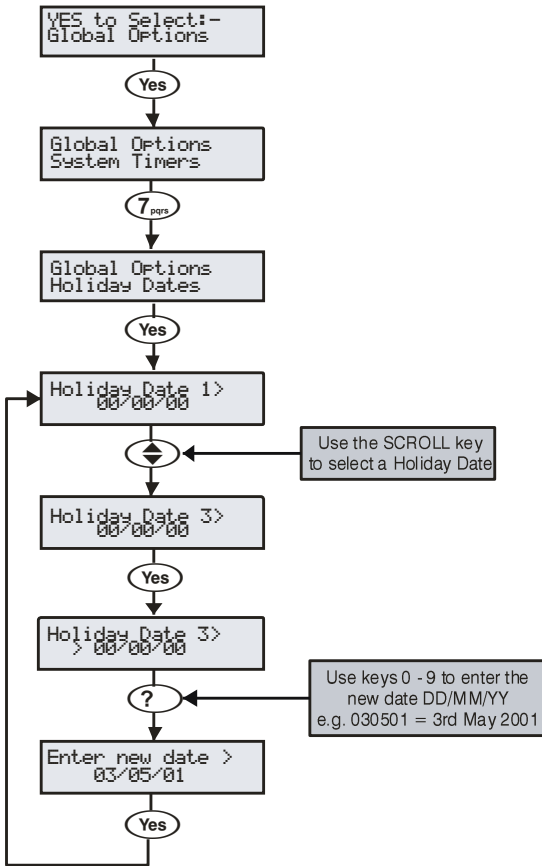 YES to Select:-
Global Options
Yes
Global Options
System Timers
7pqrs
Global Options
Holiday Dates
Yes
Holiday Date 1>
00/00/00
Use the SCROLL key
to select a Holiday Date
Holiday Date 3>
00/00/00
Yes
Holiday Date 3>
> 00/00/00
Use keys 0 - 9 to enter the
new date DD/MM/YY
e.g. 030501 = 3rd May 2001
?
Enter new date >
03/05/01
Yes